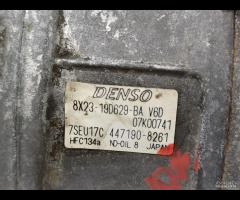 DENSO
8X23-19D629-BA V6D
07K00741
7SEU17C 447190-8261
HFC134a ND-OIL 8 JAPAN